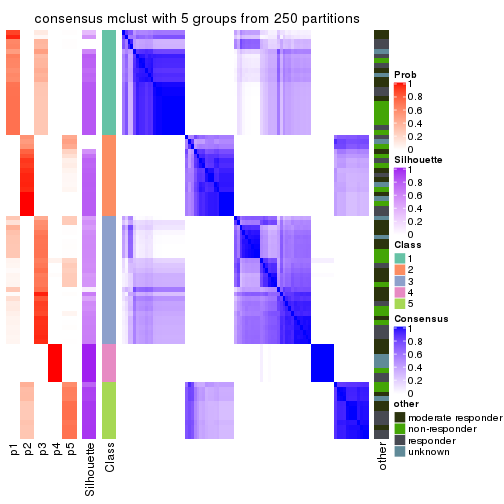 consensus mclust with 5 groups from 250 partitions
Prob
1
0.8
0.6
0.4
0.2
0
Silhouette
1
0.8
0.6
0.4
0.2
0
Class
1
2
3
4
5
Consensus
1
0.8
0.6
0.4
0.2
0
other
moderate responder
non-responder
responder
unknown
p1
p2
p3
p4
p5
Silhouette
Class
other